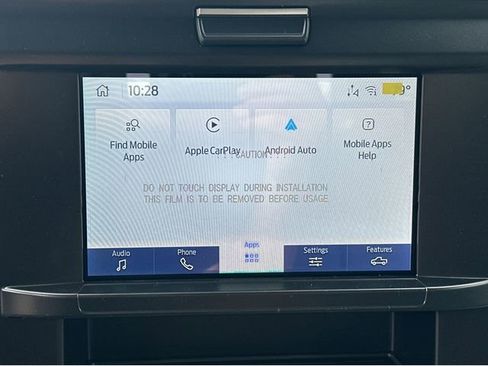 10:28
Find Mobile
Apps
Apple CarPlay
Android Auto
Mobile Apps
Help
!!CAUTION!!
DO NOT TOUCH DISPLAY DURING INSTALLATION
THIS FILM IS TO BE REMOVED BEFORE USAGE.
Audio
Phone
Apps
Settings
Features